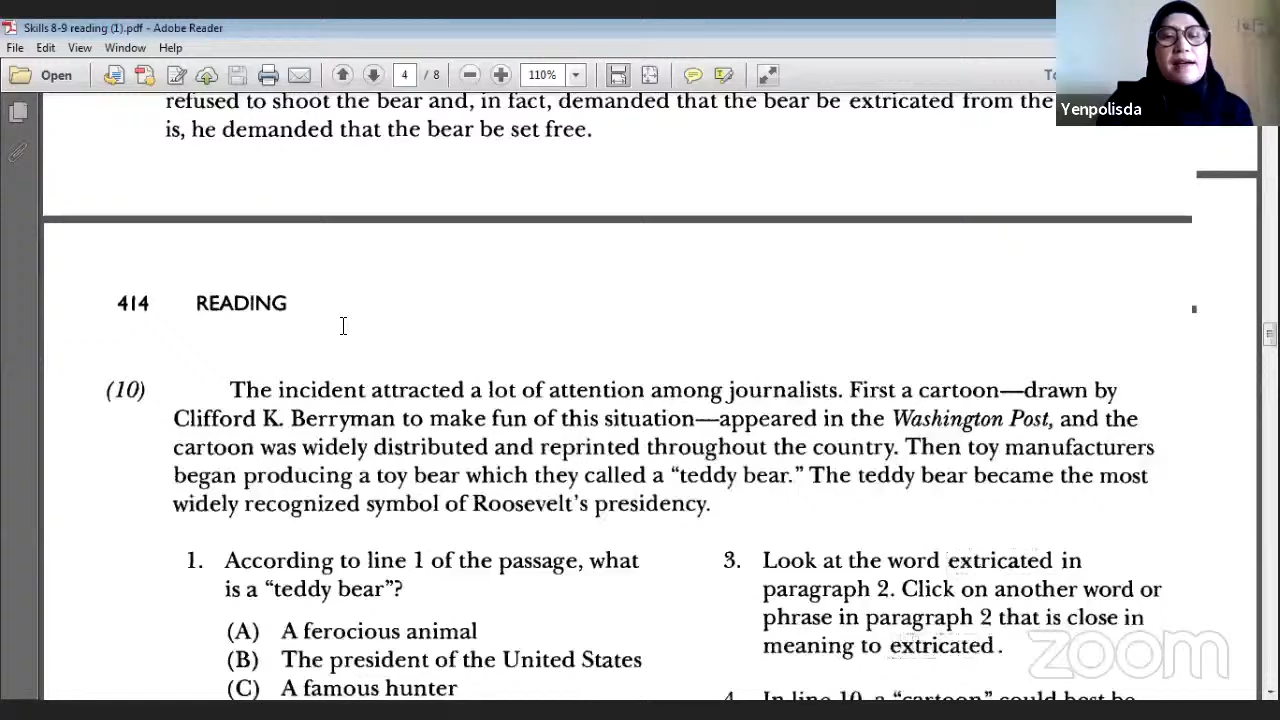 Skills 8-9 reading (1).pdf - Adobe Reader
File Edit View Window Help
Open 4 / 8 110%
Yenpolisda
refused to shoot the bear and, in fact, demanded that the bear be extricated from the
is, he demanded that the bear be set free.
414 READING
(10) The incident attracted a lot of attention among journalists. First a cartoon—drawn by
Clifford K. Berryman to make fun of this situation—appeared in the Washington Post, and the
cartoon was widely distributed and reprinted throughout the country. Then toy manufacturers
began producing a toy bear which they called a “teddy bear.” The teddy bear became the most
widely recognized symbol of Roosevelt’s presidency.
1. According to line 1 of the passage, what
is a “teddy bear”?
(A) A ferocious animal
(B) The president of the United States
(C) A famous hunter
3. Look at the word extricated in
paragraph 2. Click on another word or
phrase in paragraph 2 that is close in
meaning to extricated.
4. In line 10, a “cartoon” could best be
zoom